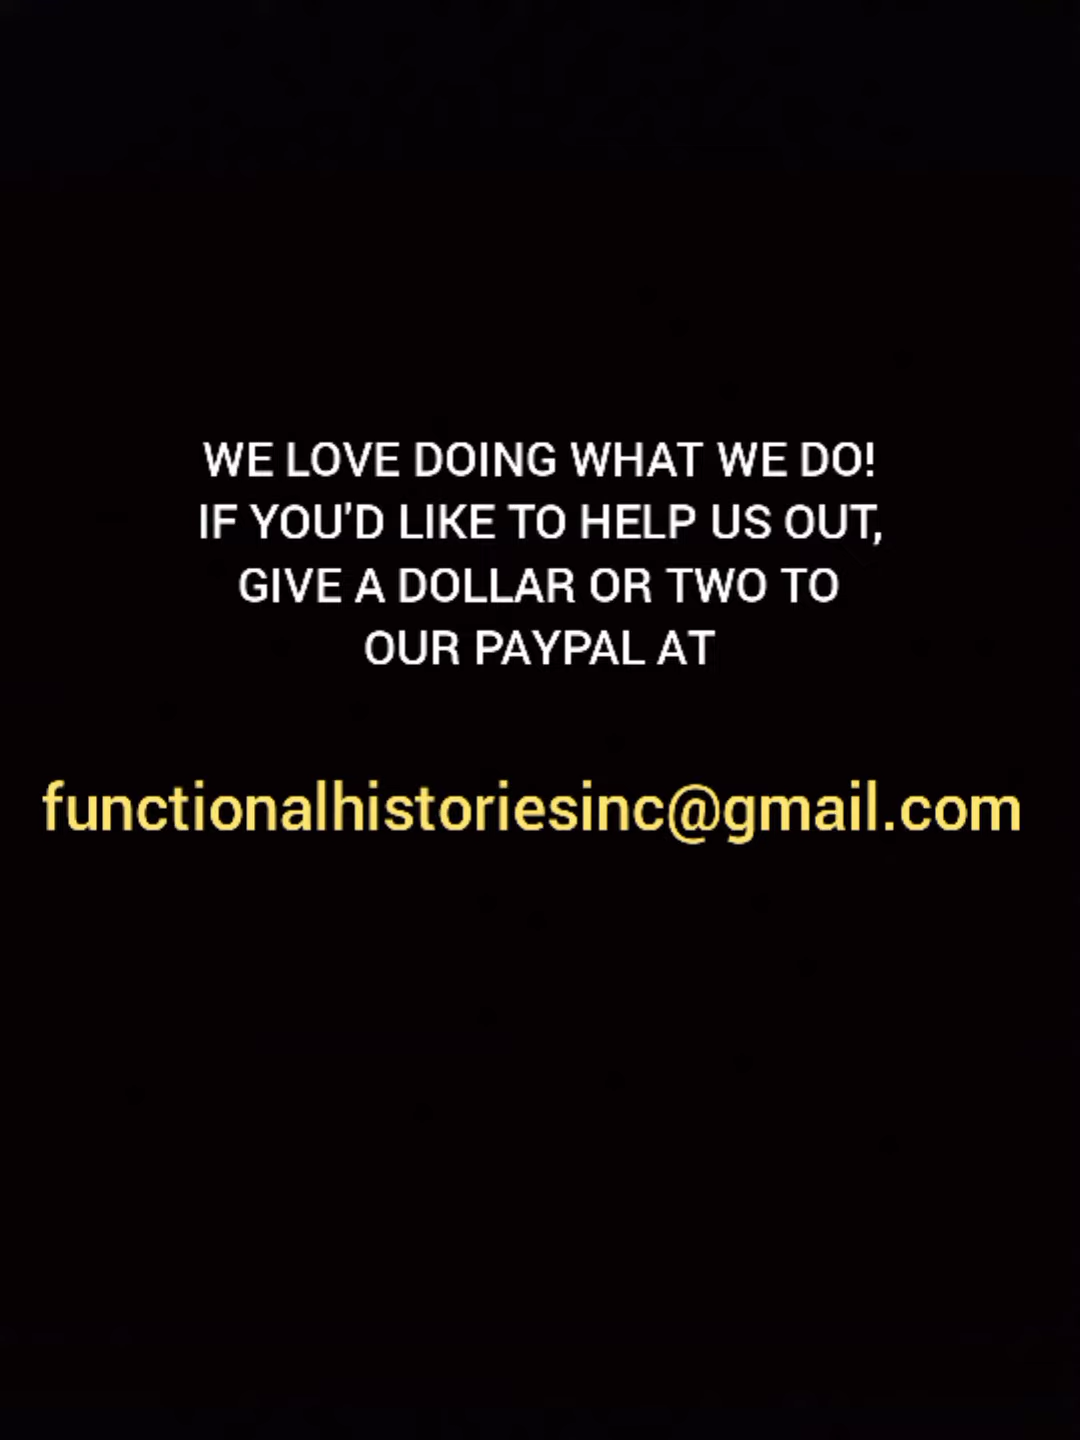 WE LOVE DOING WHAT WE DO!
IF YOU'D LIKE TO HELP US OUT,
GIVE A DOLLAR OR TWO TO
OUR PAYPAL AT
functionalhistoriesinc@gmail.com